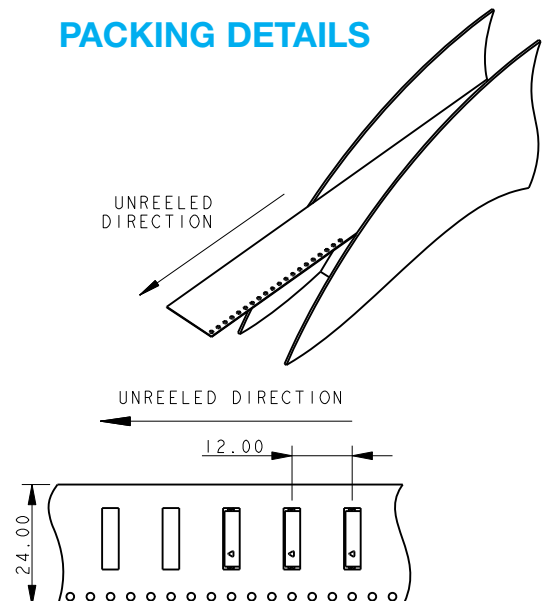 PACKING DETAILS
UNREELED
DIRECTION
UNREELED DIRECTION
12.00
24.00